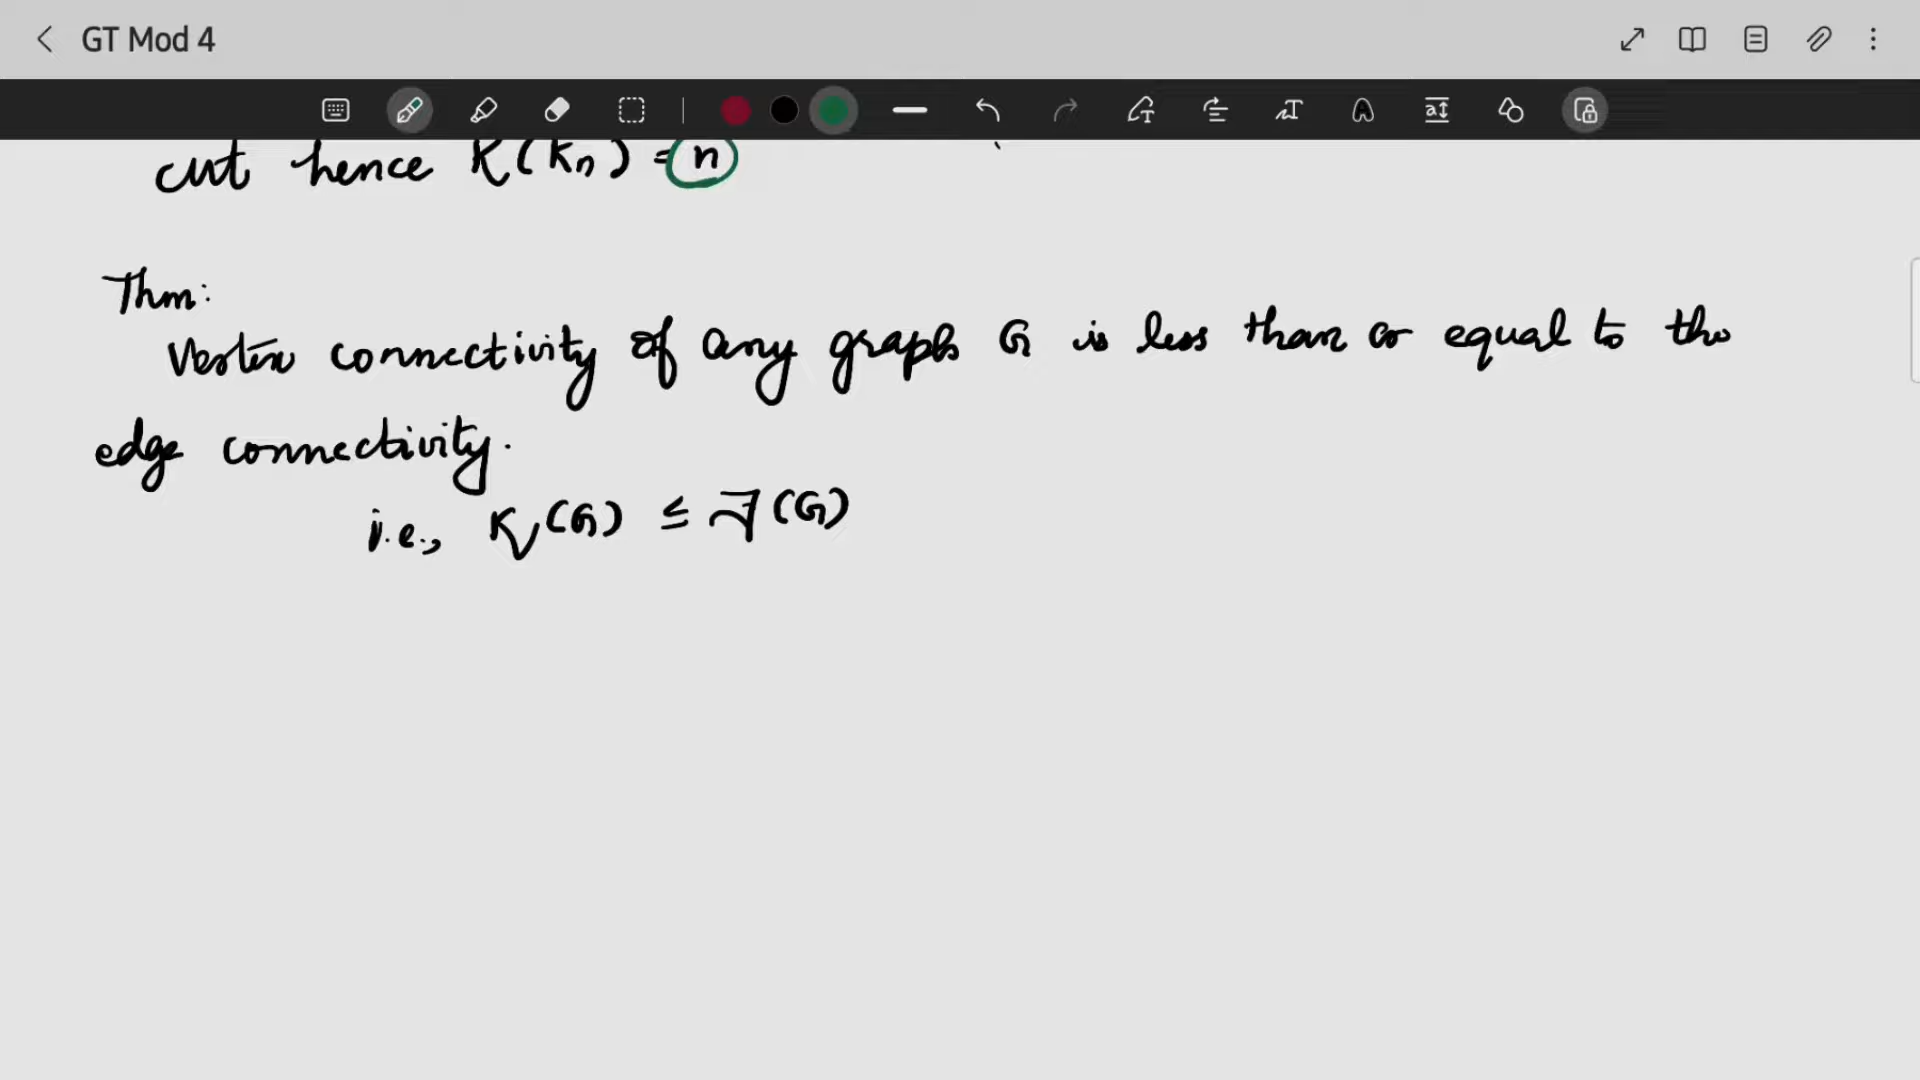 GT Mod 4
cut hence K(Kn) = n
Thm:
Vertex connectivity of any graph G is less than or equal to the
edge connectivity.
i.e., K(G) ≤ λ(G)